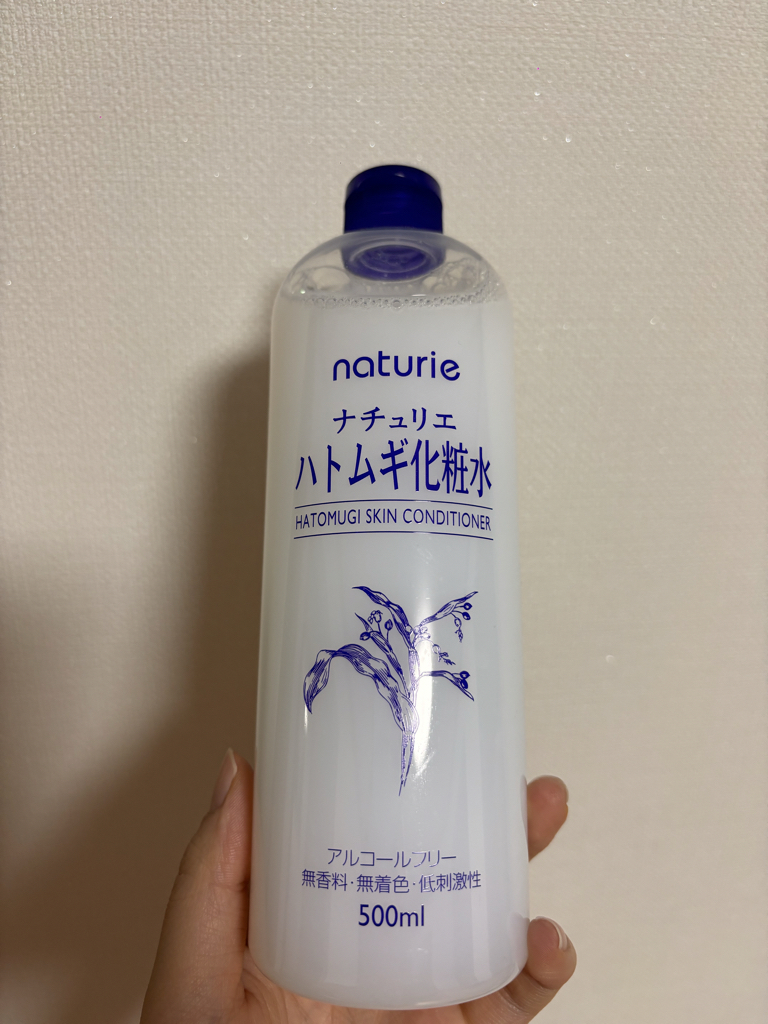 naturie
ナチュリエ
ハトムギ化粧水
HATOMUGI SKIN CONDITIONER
アルコールフリー
無香料・無着色・低刺激性
500ml